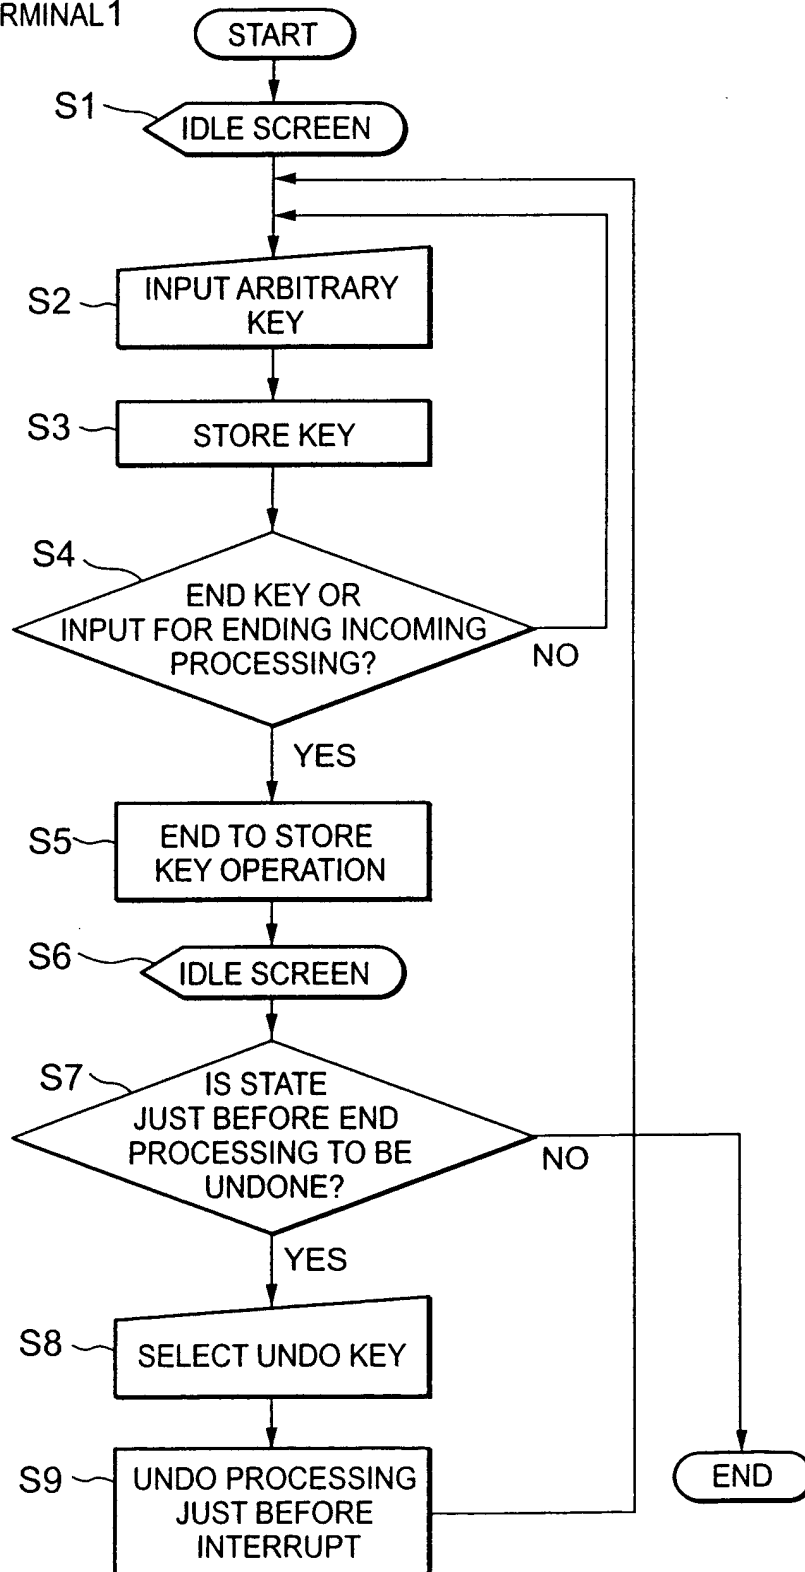 RMINAL1
START
S1
IDLE SCREEN
S2
INPUT ARBITRARY
KEY
S3
STORE KEY
S4
END KEY OR
INPUT FOR ENDING INCOMING
PROCESSING?
NO
YES
S5
END TO STORE
KEY OPERATION
S6
IDLE SCREEN
S7
IS STATE
JUST BEFORE END
PROCESSING TO BE
UNDONE?
NO
YES
S8
SELECT UNDO KEY
S9
UNDO PROCESSING
JUST BEFORE
INTERRUPT
END